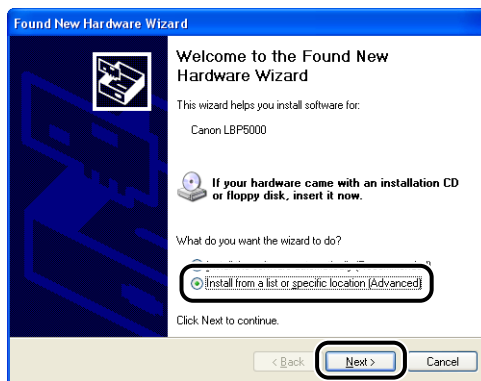 Found New Hardware Wizard
Welcome to the Found New
Hardware Wizard
This wizard helps you install software for:
Canon LBP5000
If your hardware came with an installation CD
or floppy disk, insert it now.
What do you want the wizard to do?
Install from a list or specific location (Advanced)
Click Next to continue.
< Back
Next >
Cancel